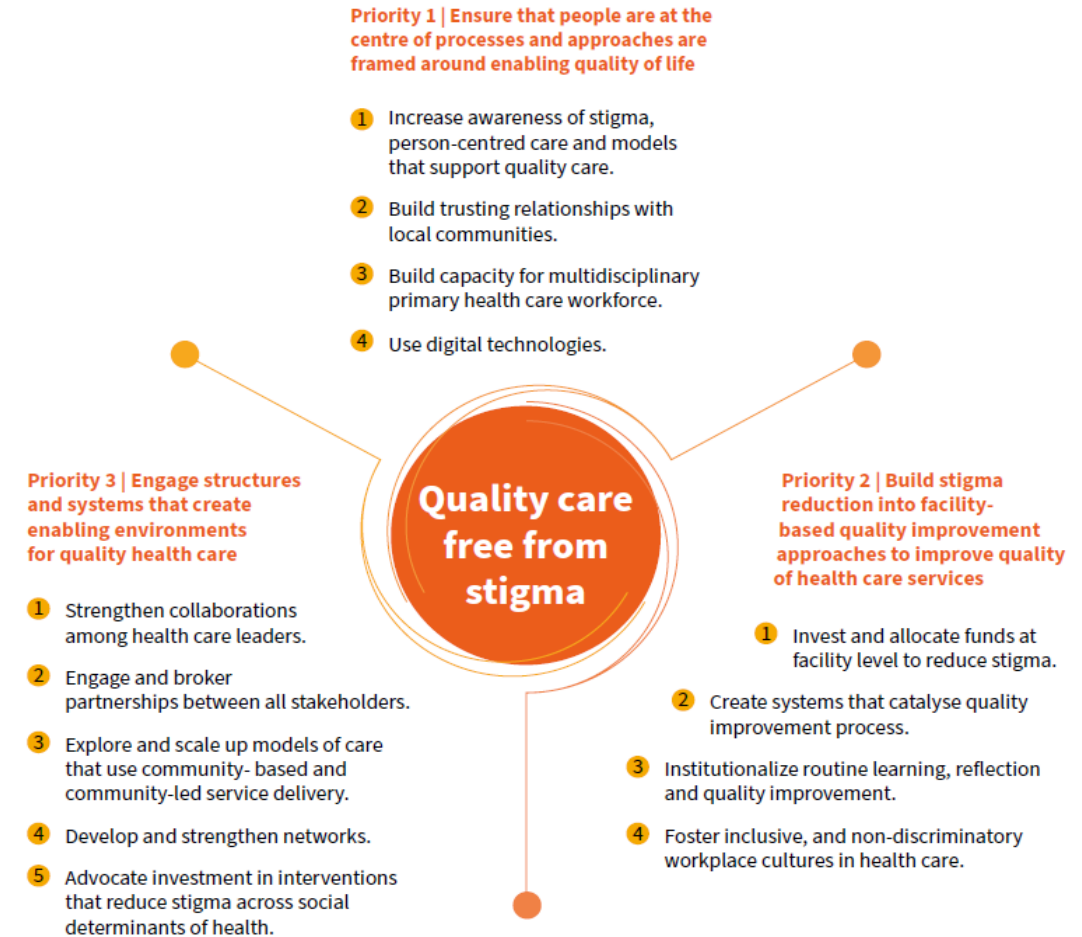 Priority 1 | Ensure that people are at the
centre of processes and approaches are
framed around enabling quality of life
1 Increase awareness of stigma,
person-centred care and models
that support quality care.
2 Build trusting relationships with
local communities.
3 Build capacity for multidisciplinary
primary health care workforce.
4 Use digital technologies.
Quality care
free from
stigma
Priority 2 | Build stigma
reduction into facility-
based quality improvement
approaches to improve quality
of health care services
1 Invest and allocate funds at
facility level to reduce stigma.
2 Create systems that catalyse quality
improvement process.
3 Institutionalize routine learning, reflection
and quality improvement.
4 Foster inclusive, and non-discriminatory
workplace cultures in health care.
Priority 3 | Engage structures
and systems that create
enabling environments
for quality health care
1 Strengthen collaborations
among health care leaders.
2 Engage and broker
partnerships between all stakeholders.
3 Explore and scale up models of care
that use community- based and
community-led service delivery.
4 Develop and strengthen networks.
5 Advocate investment in interventions
that reduce stigma across social
determinants of health.